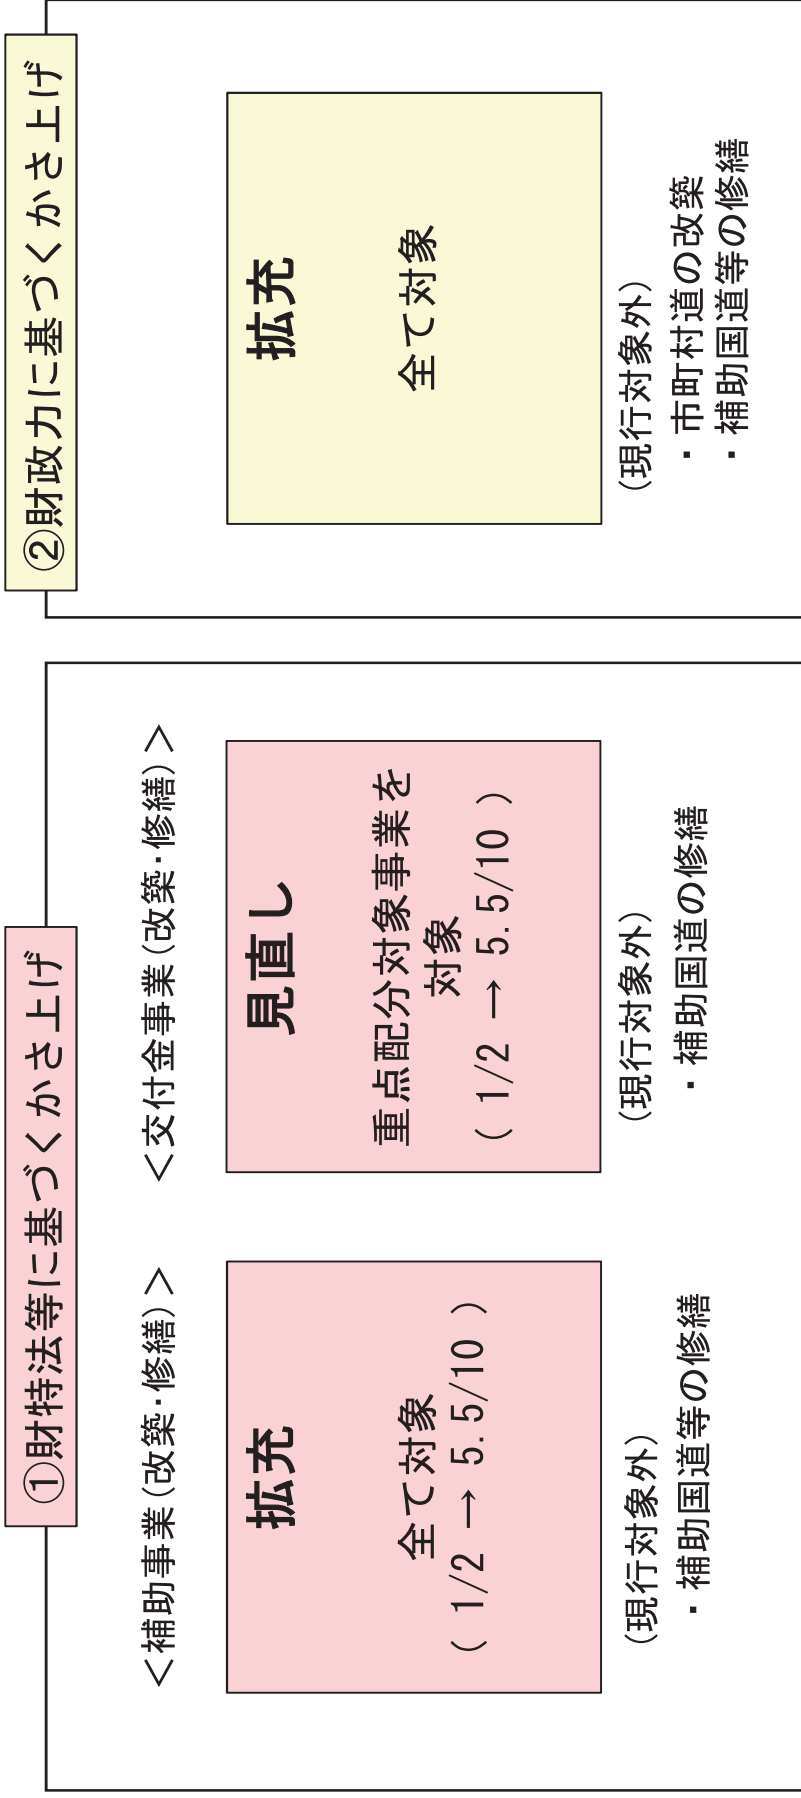 ①財特法等に基づくかさ上げ
＜補助事業(改築･修繕)＞
拡充
全て対象
( 1/2 → 5.5/10 )
(現行対象外)
・補助国道等の修繕
＜交付金事業(改築･修繕)＞
見直し
重点配分対象事業を
対象
( 1/2 → 5.5/10 )
(現行対象外)
・補助国道の修繕
②財政力に基づくかさ上げ
拡充
全て対象
(現行対象外)
・市町村道の改築
・補助国道等の修繕